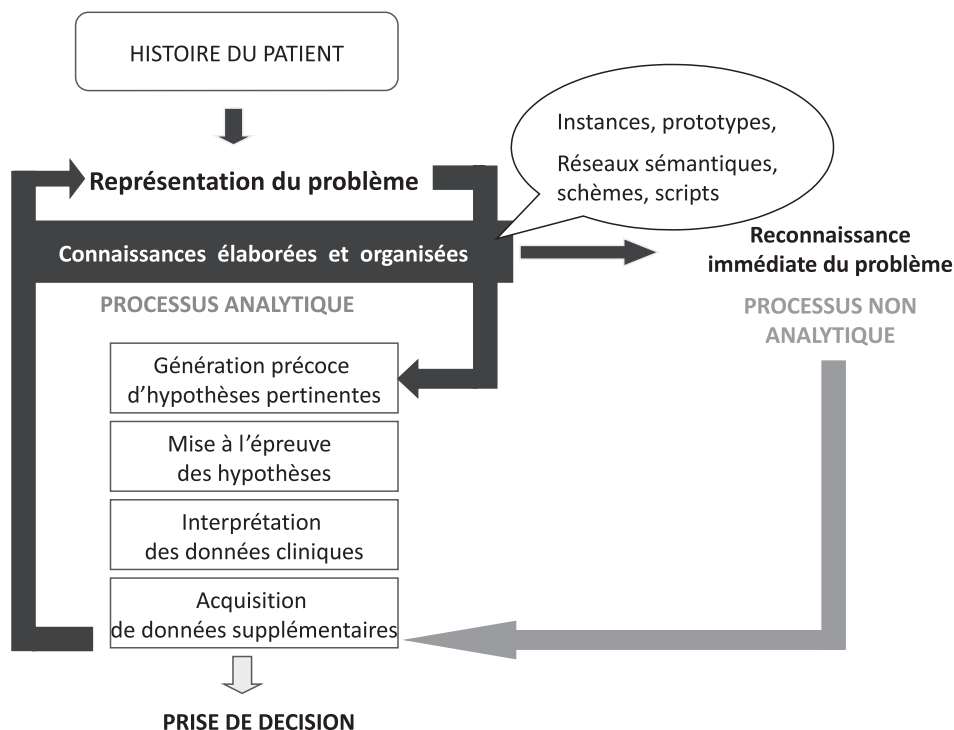 HISTOIRE DU PATIENT
Instances, prototypes,
Réseaux sémantiques,
schèmes, scripts
Représentation du problème
Connaissances élaborées et organisées
Reconnaissance
immédiate du problème
PROCESSUS ANALYTIQUE
PROCESSUS NON
ANALYTIQUE
Génération précoce
d’hypothèses pertinentes
Mise à l’épreuve
des hypothèses
Interprétation
des données cliniques
Acquisition
de données supplémentaires
PRISE DE DECISION